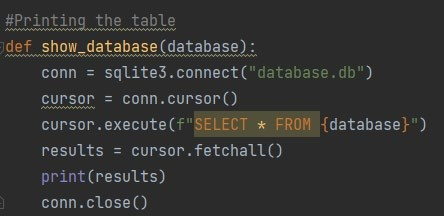 #Printing the table
def show_database(database):
    conn = sqlite3.connect("database.db")
    cursor = conn.cursor()
    cursor.execute(f"SELECT * FROM {database}")
    results = cursor.fetchall()
    print(results)
    conn.close()